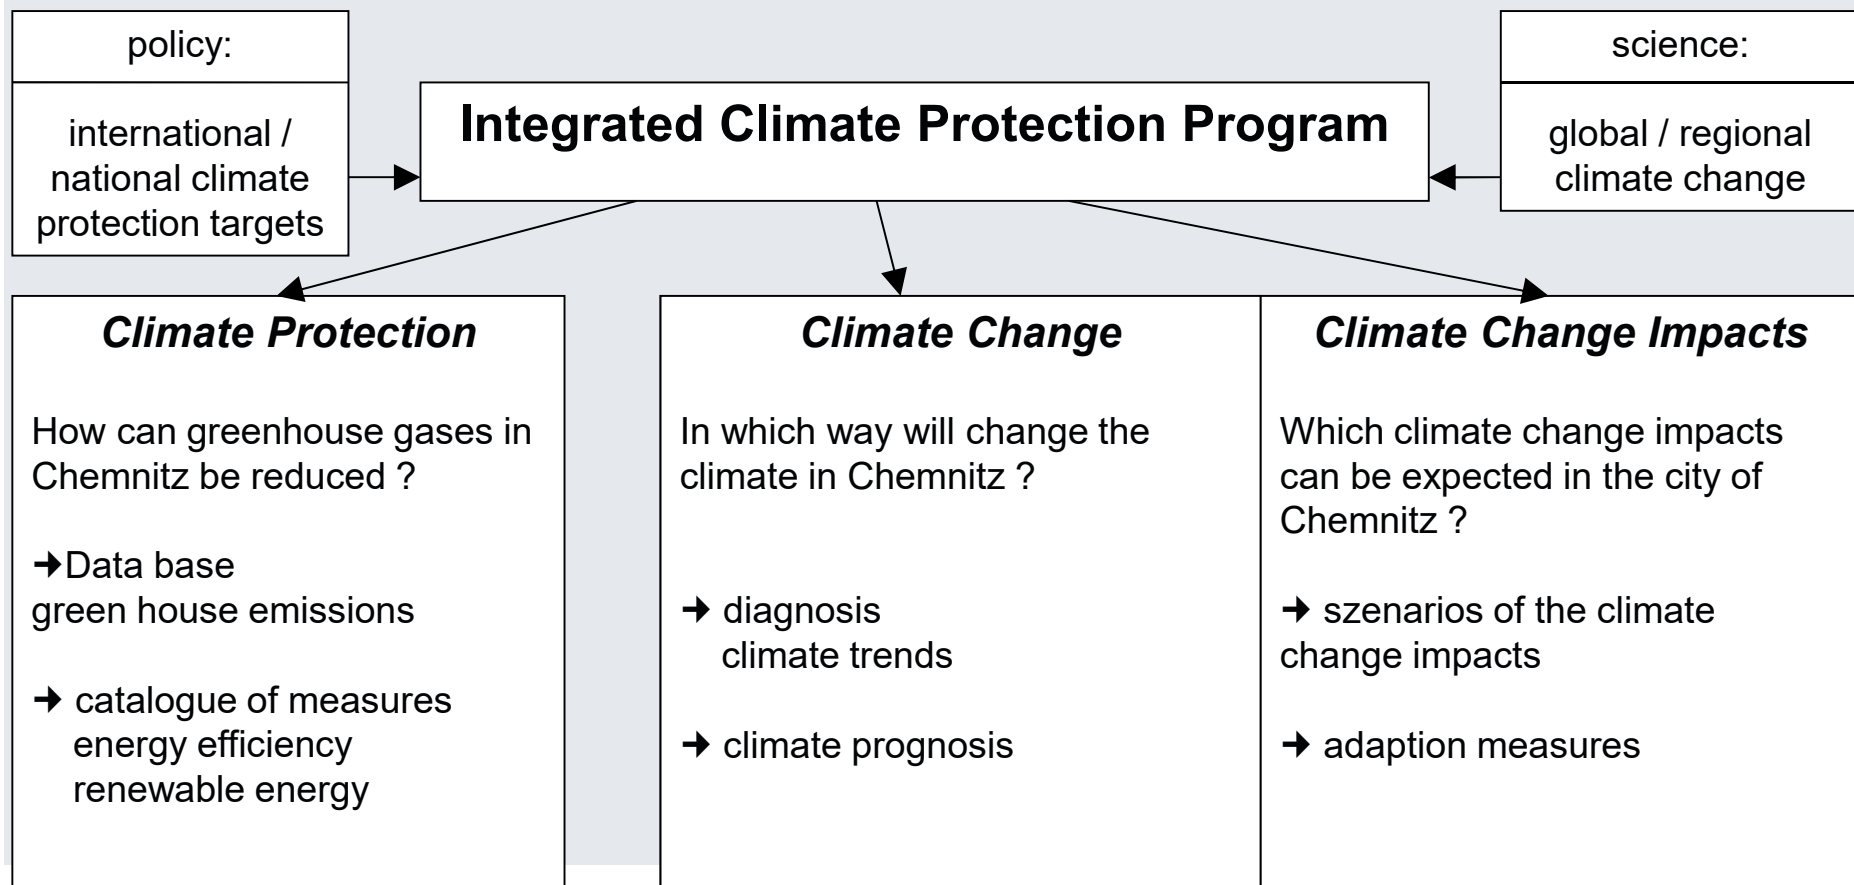 policy:
international /
national climate
protection targets
Integrated Climate Protection Program
science:
global / regional
climate change
Climate Protection
How can greenhouse gases in
Chemnitz be reduced ?
➔Data base
green house emissions
➔ catalogue of measures
energy efficiency
renewable energy
Climate Change
In which way will change the
climate in Chemnitz ?
➔ diagnosis
climate trends
➔ climate prognosis
Climate Change Impacts
Which climate change impacts
can be expected in the city of
Chemnitz ?
➔ szenarios of the climate
change impacts
➔ adaption measures